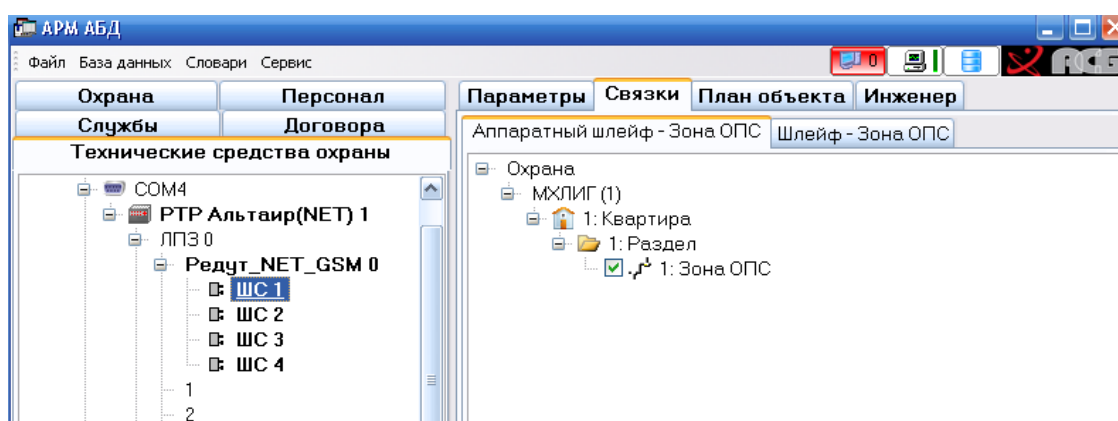 АРМ АБД
Файл База данных Словари Сервис
0
ACG
Охрана Персонал
Службы Договора
Технические средства охраны
COM4
РТР Альтаир(NET) 1
ЛПЗ 0
Редут_NET_GSM 0
ШС 1
ШС 2
ШС 3
ШС 4
1
2
Параметры Связки План объекта Инженер
Аппаратный шлейф - Зона ОПС Шлейф - Зона ОПС
Охрана
МХЛИГ (1)
1: Квартира
1: Раздел
1: Зона ОПС